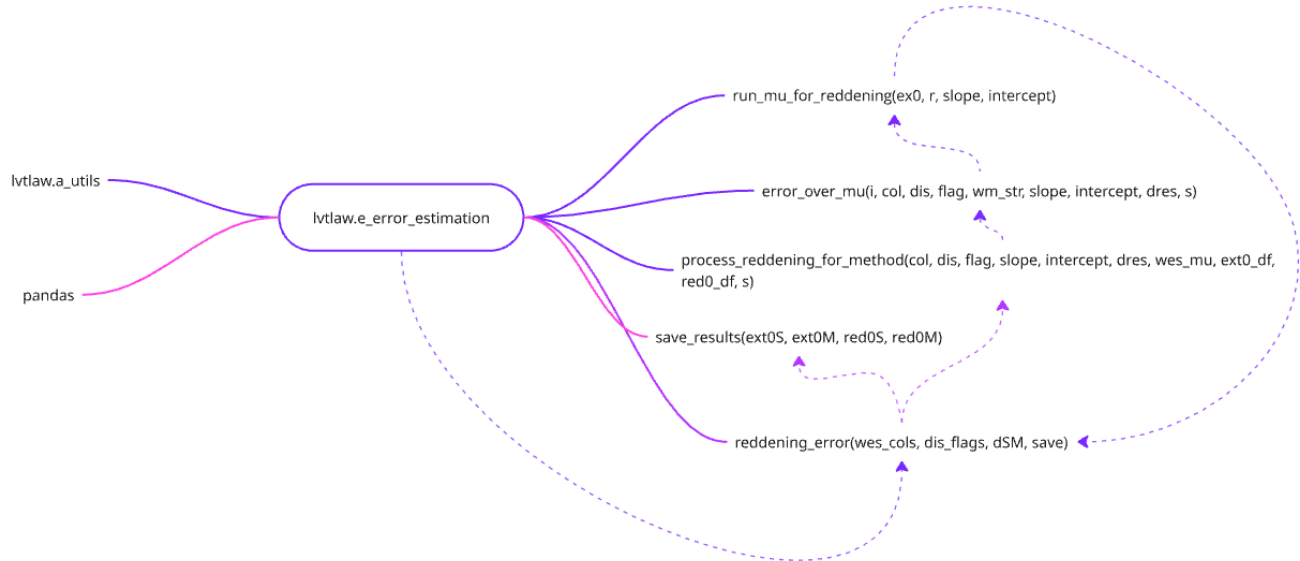 lvtlaw.a_utils
pandas
lvtlaw.e_error_estimation
run_mu_for_reddening(ex0, r, slope, intercept)
error_over_mu(i, col, dis, flag, wm_str, slope, intercept, dres, s)
process_reddening_for_method(col, dis, flag, slope, intercept, dres, wes_mu, ext0_df,
red0_df, s)
save_results(ext0S, ext0M, red0S, red0M)
reddening_error(wes_cols, dis_flags, dSM, save)